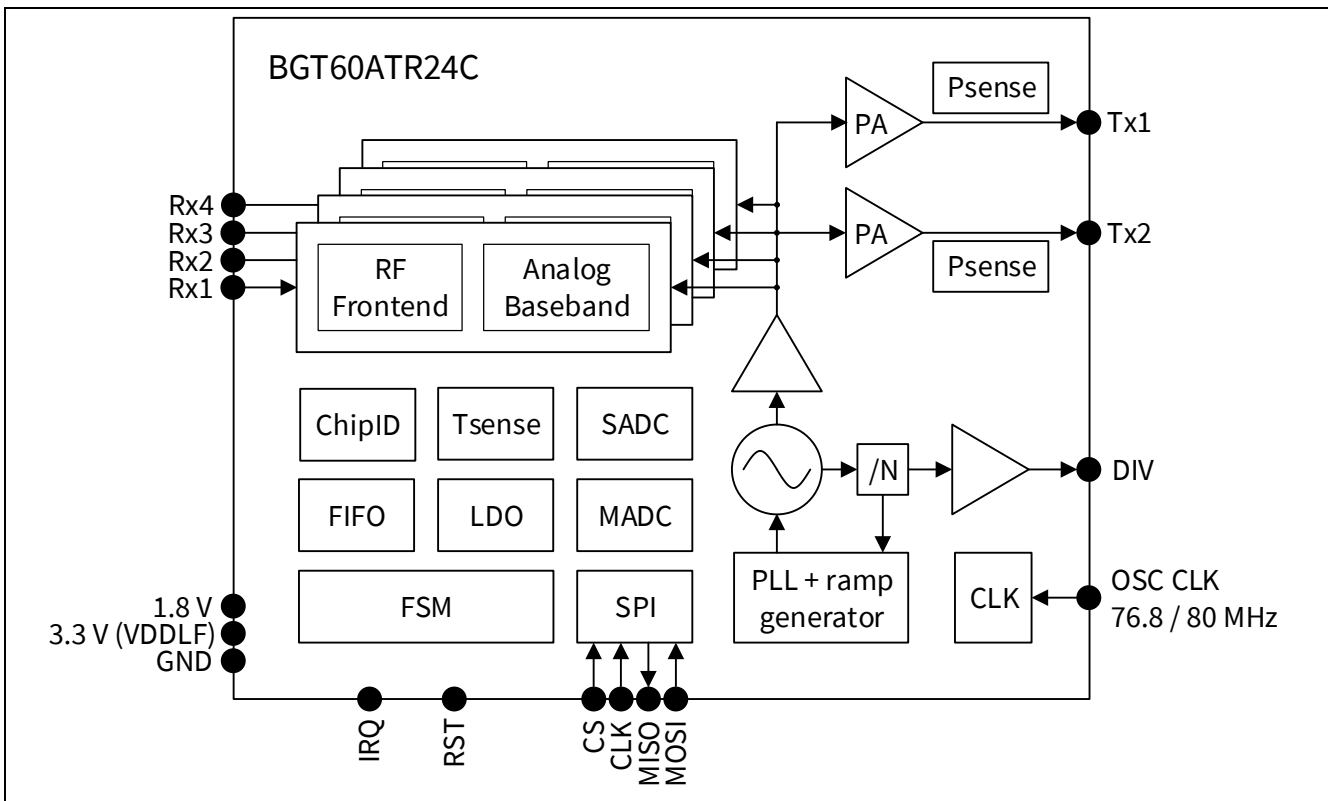 BGT60ATR24C
Psense
PA
Tx1
Rx4
Rx3
Rx2
Rx1
PA
Tx2
Psense
RF
Frontend
Analog
Baseband
ChipID
Tsense
SADC
/N
DIV
FIFO
LDO
MADC
FSM
SPI
PLL + ramp
generator
CLK
OSC CLK
76.8 / 80 MHz
1.8 V
3.3 V (VDDLF)
GND
IRQ
RST
CS
CLK
MISO
MOSI